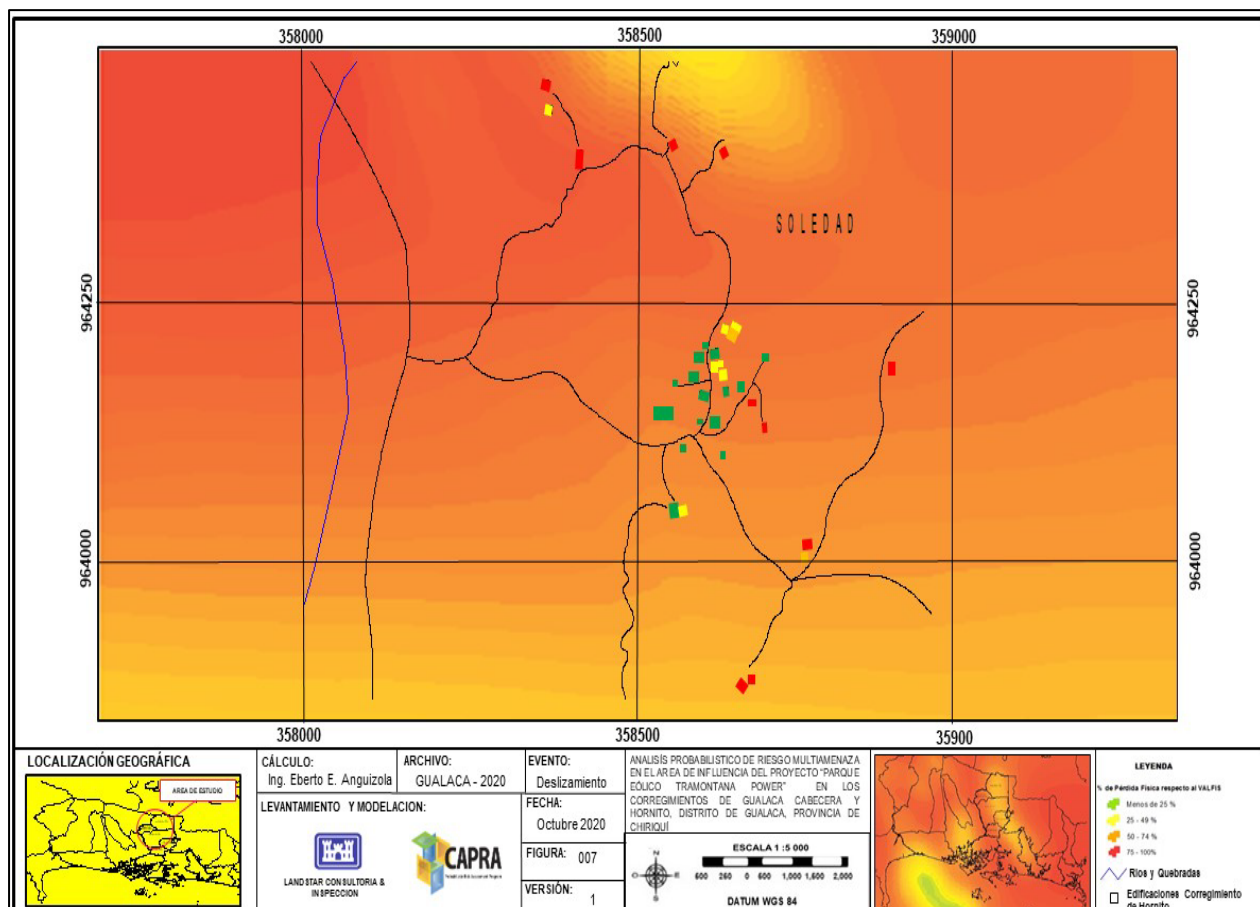 358000 358500 359000
964250
964250
964000
964000
SOLEDAD
358000 358500 35900
LOCALIZACIÓN GEOGRÁFICA
AREA DE ESTUDIO
CÁLCULO:
Ing. Eberto E. Anguizola
ARCHIVO:
GUALACA - 2020
EVENTO:
Deslizamiento
LEVANTAMIENTO Y MODELACION:
LANDSTAR CONSULTORIA &
INSPECCION
CAPRA
FECHA:
Octubre 2020
FIGURA: 007
VERSIÓN:
1
ANALISÍS PROBABILISTICO DE RIESGO MULTIAMENAZA
EN EL AREA DE INFLUENCIA DEL PROYECTO "PARQUE
EÓLICO TRAMONTANA POWER" EN LOS
CORREGIMIENTOS DE GUALACA CABECERA Y
HORNITO, DISTRITO DE GUALACA, PROVINCIA DE
CHIRIQUÍ
N
O E
S
ESCALA 1 :5 000
600 260 0 600 1,000 1,600 2,000
DATUM WGS 84
LEYENDA
% de Pérdida Física respecto al VALFIS
Menos de 25 %
25 - 49 %
50 - 74 %
75 - 100%
Rios y Quebradas
Edificaciones Corregimiento
de Hornito